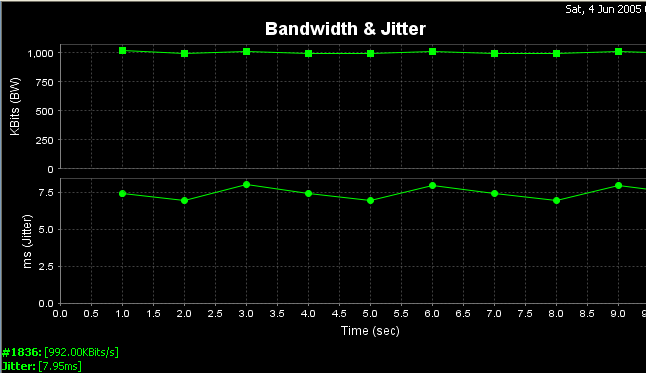 Sat, 4 Jun 2005
Bandwidth & Jitter
KBits (BW)
1,000
750
500
250
0
ms (Jitter)
7.5
5.0
2.5
0.0
0.0 0.5 1.0 1.5 2.0 2.5 3.0 3.5 4.0 4.5 5.0 5.5 6.0 6.5 7.0 7.5 8.0 8.5 9.0
Time (sec)
#1836: [992.00KBits/s]
Jitter: [7.95ms]